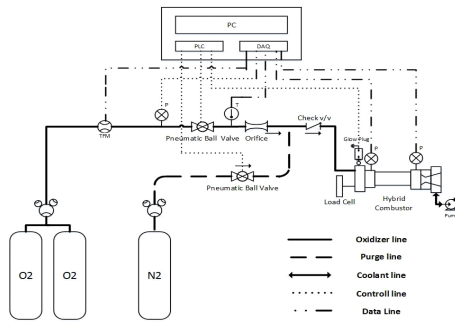 PC
PLC
DAQ
P
T
TFM
Pneumatic Ball Valve
Valve
Orifice
Check v/v
Glow Plug
P
P
Pneumatic Ball Valve
Load Cell
Hybrid
Combustor
Pump
O2
O2
N2
Oxidizer line
Purge line
Coolant line
Controll line
Data Line